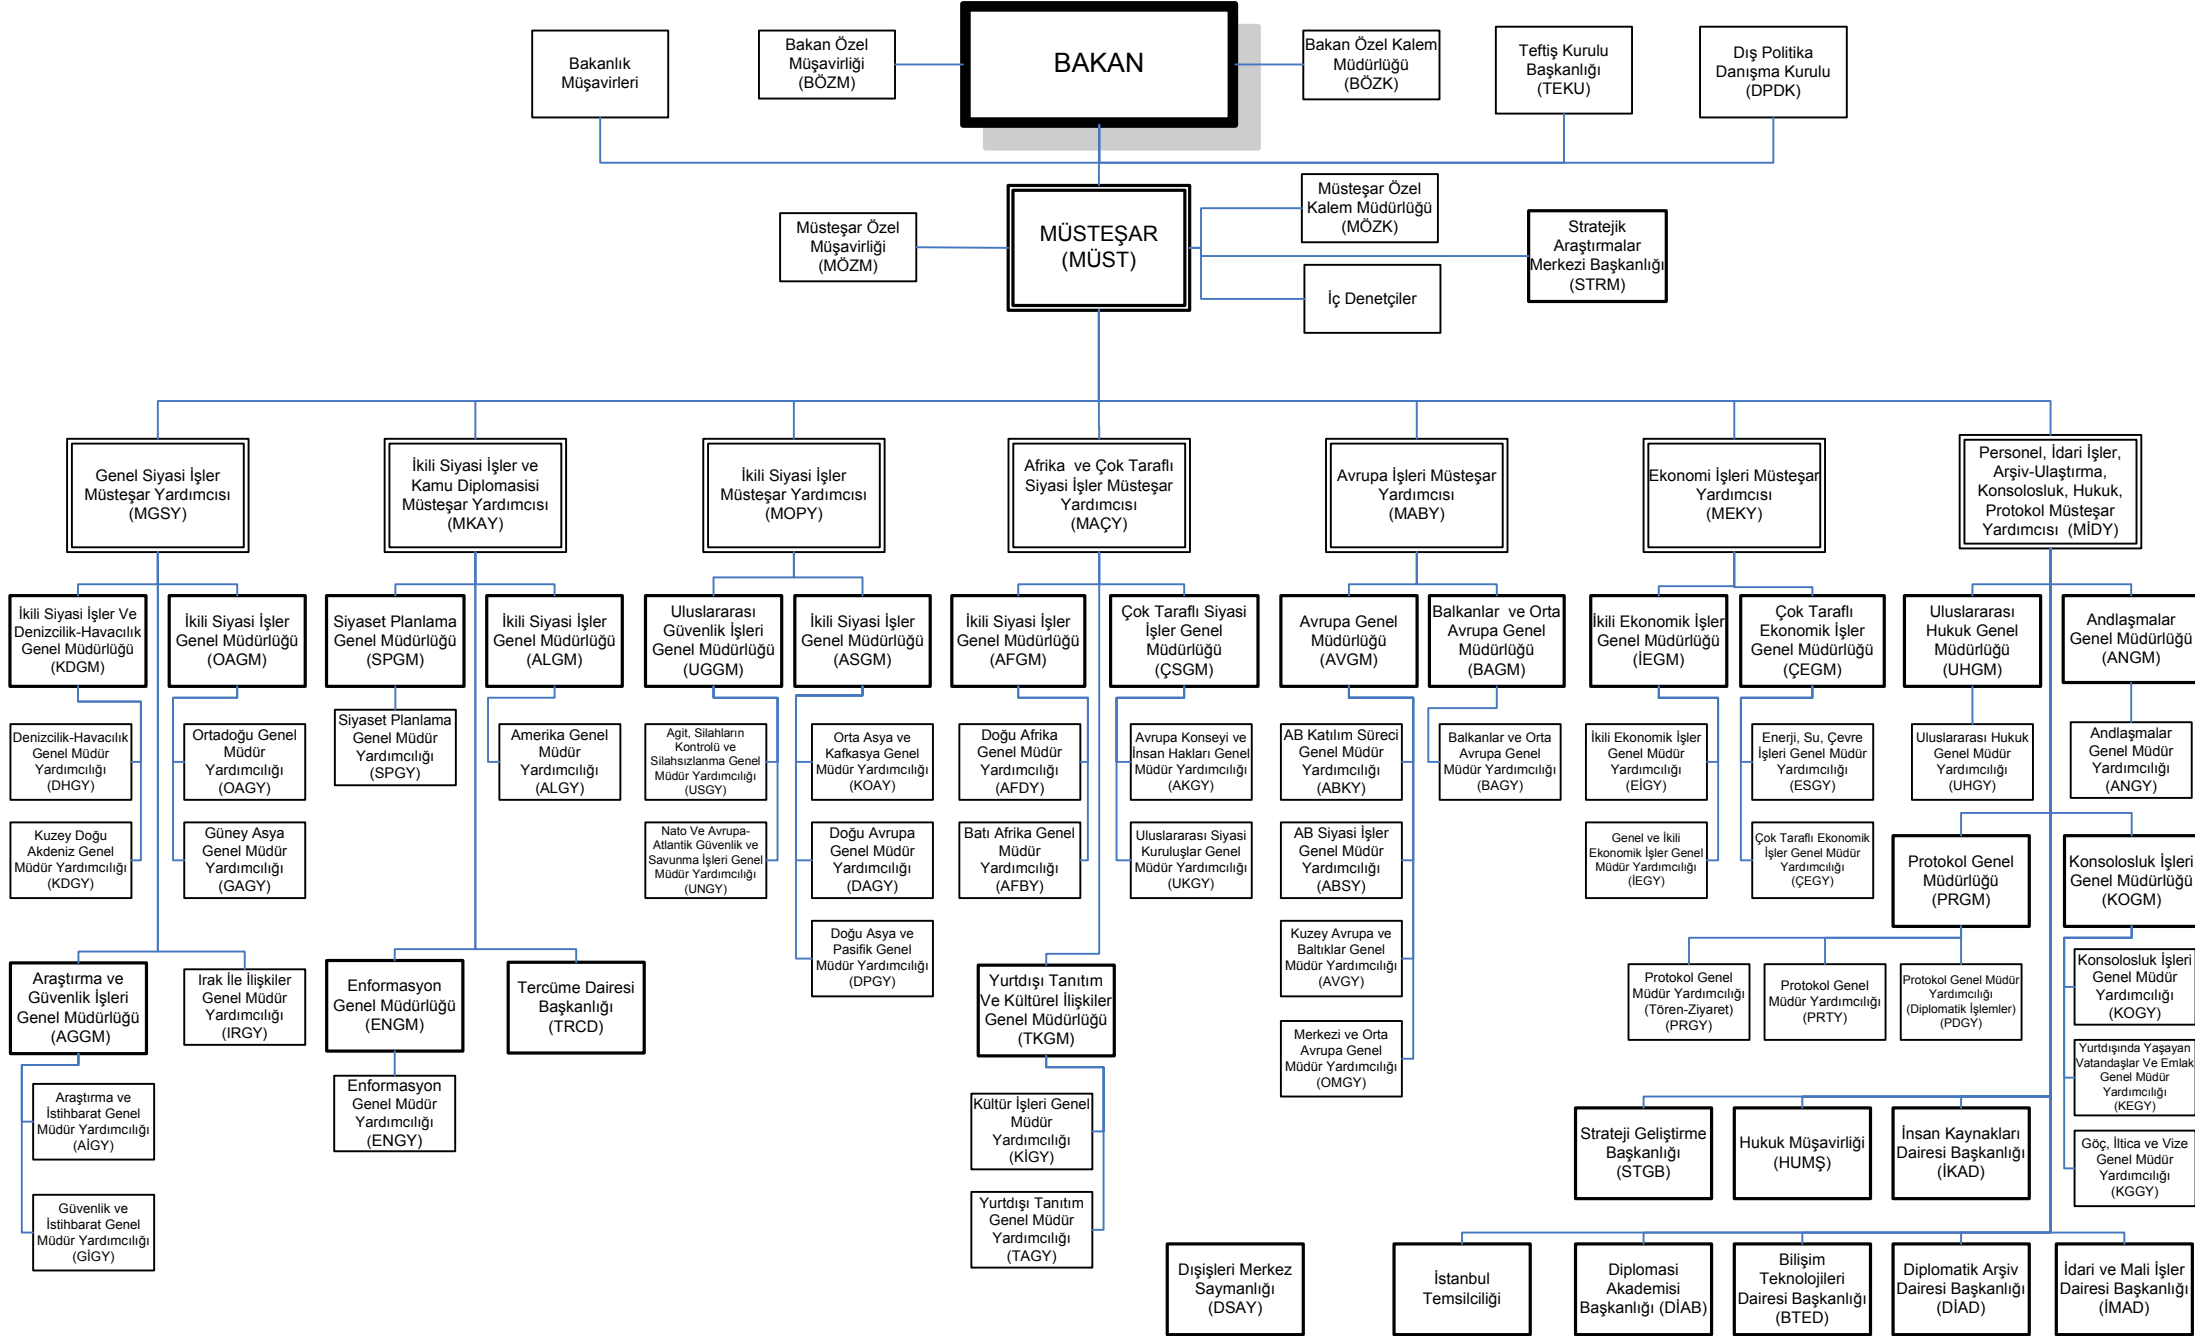 Bakanlık
Müşavirleri
Bakan Özel
Müşavirliği
(BÖZM)
BAKAN
Bakan Özel Kalem
Müdürlüğü
(BÖZK)
Teftiş Kurulu
Başkanlığı
(TEKU)
Dış Politika
Danışma Kurulu
(DPDK)
Müsteşar Özel
Müşavirliği
(MÖZM)
MÜSTEŞAR
(MÜST)
Müsteşar Özel
Kalem Müdürlüğü
(MÖZK)
Stratejik
Araştırmalar
Merkezi Başkanlığı
(STRM)
İç Denetçiler
Genel Siyasi İşler
Müsteşar Yardımcısı
(MGSY)
İkili Siyasi İşler ve
Kamu Diplomasisi
Müsteşar Yardımcısı
(MKAY)
İkili Siyasi İşler
Müsteşar Yardımcısı
(MOPY)
Afrika ve Çok Taraflı
Siyasi İşler Müsteşar
Yardımcısı
(MAÇY)
Avrupa İşleri Müsteşar
Yardımcısı
(MABY)
Ekonomi İşleri Müsteşar
Yardımcısı
(MEKY)
Personel, İdari İşler,
Arşiv-Ulaştırma,
Konsolosluk, Hukuk,
Protokol Müsteşar
Yardımcısı (MİDY)
İkili Siyasi İşler Ve
Denizcilik-Havacılık
Genel Müdürlüğü
(KDGM)
İkili Siyasi İşler
Genel Müdürlüğü
(OAGM)
Siyaset Planlama
Genel Müdürlüğü
(SPGM)
İkili Siyasi İşler
Genel Müdürlüğü
(ALGM)
Uluslararası
Güvenlik İşleri
Genel Müdürlüğü
(UGGM)
İkili Siyasi İşler
Genel Müdürlüğü
(ASGM)
İkili Siyasi İşler
Genel Müdürlüğü
(AFGM)
Çok Taraflı Siyasi
İşler Genel
Müdürlüğü
(ÇSGM)
Avrupa Genel
Müdürlüğü
(AVGM)
Balkanlar ve Orta
Avrupa Genel
Müdürlüğü
(BAGM)
İkili Ekonomik İşler
Genel Müdürlüğü
(İEGM)
Çok Taraflı
Ekonomik İşler
Genel Müdürlüğü
(ÇEGM)
Uluslararası
Hukuk Genel
Müdürlüğü
(UHGM)
Andlaşmalar
Genel Müdürlüğü
(ANGM)
Denizcilik-Havacılık
Genel Müdür
Yardımcılığı
(DHGY)
Ortadoğu Genel
Müdür
Yardımcılığı
(OAGY)
Siyaset Planlama
Genel Müdür
Yardımcılığı
(SPGY)
Amerika Genel
Müdür
Yardımcılığı
(ALGY)
Agit, Silahların
Kontrolü ve
Silahsızlanma Genel
Müdür Yardımcılığı
(USGY)
Orta Asya ve
Kafkasya Genel
Müdür Yardımcılığı
(KOAY)
Doğu Afrika
Genel Müdür
Yardımcılığı
(AFDY)
Avrupa Konseyi ve
İnsan Hakları Genel
Müdür Yardımcılığı
(AKGY)
AB Katılım Süreci
Genel Müdür
Yardımcılığı
(ABKY)
Balkanlar ve Orta
Avrupa Genel
Müdür Yardımcılığı
(BAGY)
İkili Ekonomik İşler
Genel Müdür
Yardımcılığı
(EİGY)
Enerji, Su, Çevre
İşleri Genel Müdür
Yardımcılığı
(ESGY)
Uluslararası Hukuk
Genel Müdür
Yardımcılığı
(UHGY)
Andlaşmalar
Genel Müdür
Yardımcılığı
(ANGY)
Kuzey Doğu
Akdeniz Genel
Müdür Yardımcılığı
(KDGY)
Güney Asya
Genel Müdür
Yardımcılığı
(GAGY)
Nato Ve Avrupa-
Atlantik Güvenlik ve
Savunma İşleri Genel
Müdür Yardımcılığı
(UNGY)
Doğu Avrupa
Genel Müdür
Yardımcılığı
(DAGY)
Batı Afrika Genel
Müdür
Yardımcılığı
(AFBY)
Uluslararası Siyasi
Kuruluşlar Genel
Müdür Yardımcılığı
(UKGY)
AB Siyasi İşler
Genel Müdür
Yardımcılığı
(ABSY)
Genel ve İkili
Ekonomik İşler Genel
Müdür Yardımcılığı
(İEGY)
Çok Taraflı Ekonomik
İşler Genel Müdür
Yardımcılığı
(ÇEGY)
Protokol Genel
Müdürlüğü
(PRGM)
Konsolosluk İşleri
Genel Müdürlüğü
(KOGM)
Araştırma ve
Güvenlik İşleri
Genel Müdürlüğü
(AGGM)
Irak İle İlişkiler
Genel Müdür
Yardımcılığı
(IRGY)
Enformasyon
Genel Müdürlüğü
(ENGM)
Tercüme Dairesi
Başkanlığı
(TRCD)
Doğu Asya ve
Pasifik Genel
Müdür Yardımcılığı
(DPGY)
Yurtdışı Tanıtım
Ve Kültürel İlişkiler
Genel Müdürlüğü
(TKGM)
Kuzey Avrupa ve
Baltıklar Genel
Müdür Yardımcılığı
(AVGY)
Protokol Genel
Müdür Yardımcılığı
(Tören-Ziyaret)
(PRGY)
Protokol Genel
Müdür Yardımcılığı
(PRTY)
Protokol Genel Müdür
Yardımcılığı
(Diplomatik İşlemler)
(PDGY)
Konsolosluk İşleri
Genel Müdür
Yardımcılığı
(KOGY)
Merkezi ve Orta
Avrupa Genel
Müdür Yardımcılığı
(OMGY)
Yurtdışında Yaşayan
Vatandaşlar Ve Emlak
Genel Müdür
Yardımcılığı
(KEGY)
Araştırma ve
İstihbarat Genel
Müdür Yardımcılığı
(AİGY)
Enformasyon
Genel Müdür
Yardımcılığı
(ENGY)
Kültür İşleri Genel
Müdür
Yardımcılığı
(KİGY)
Strateji Geliştirme
Başkanlığı
(STGB)
Hukuk Müşavirliği
(HUMŞ)
İnsan Kaynakları
Dairesi Başkanlığı
(İKAD)
Göç, İltica ve Vize
Genel Müdür
Yardımcılığı
(KGGY)
Güvenlik ve
İstihbarat Genel
Müdür Yardımcılığı
(GİGY)
Yurtdışı Tanıtım
Genel Müdür
Yardımcılığı
(TAGY)
Dışişleri Merkez
Saymanlığı
(DSAY)
İstanbul
Temsilciliği
Diplomasi
Akademisi
Başkanlığı (DİAB)
Bilişim
Teknolojileri
Dairesi Başkanlığı
(BTED)
Diplomatik Arşiv
Dairesi Başkanlığı
(DİAD)
İdari ve Mali İşler
Dairesi Başkanlığı
(İMAD)